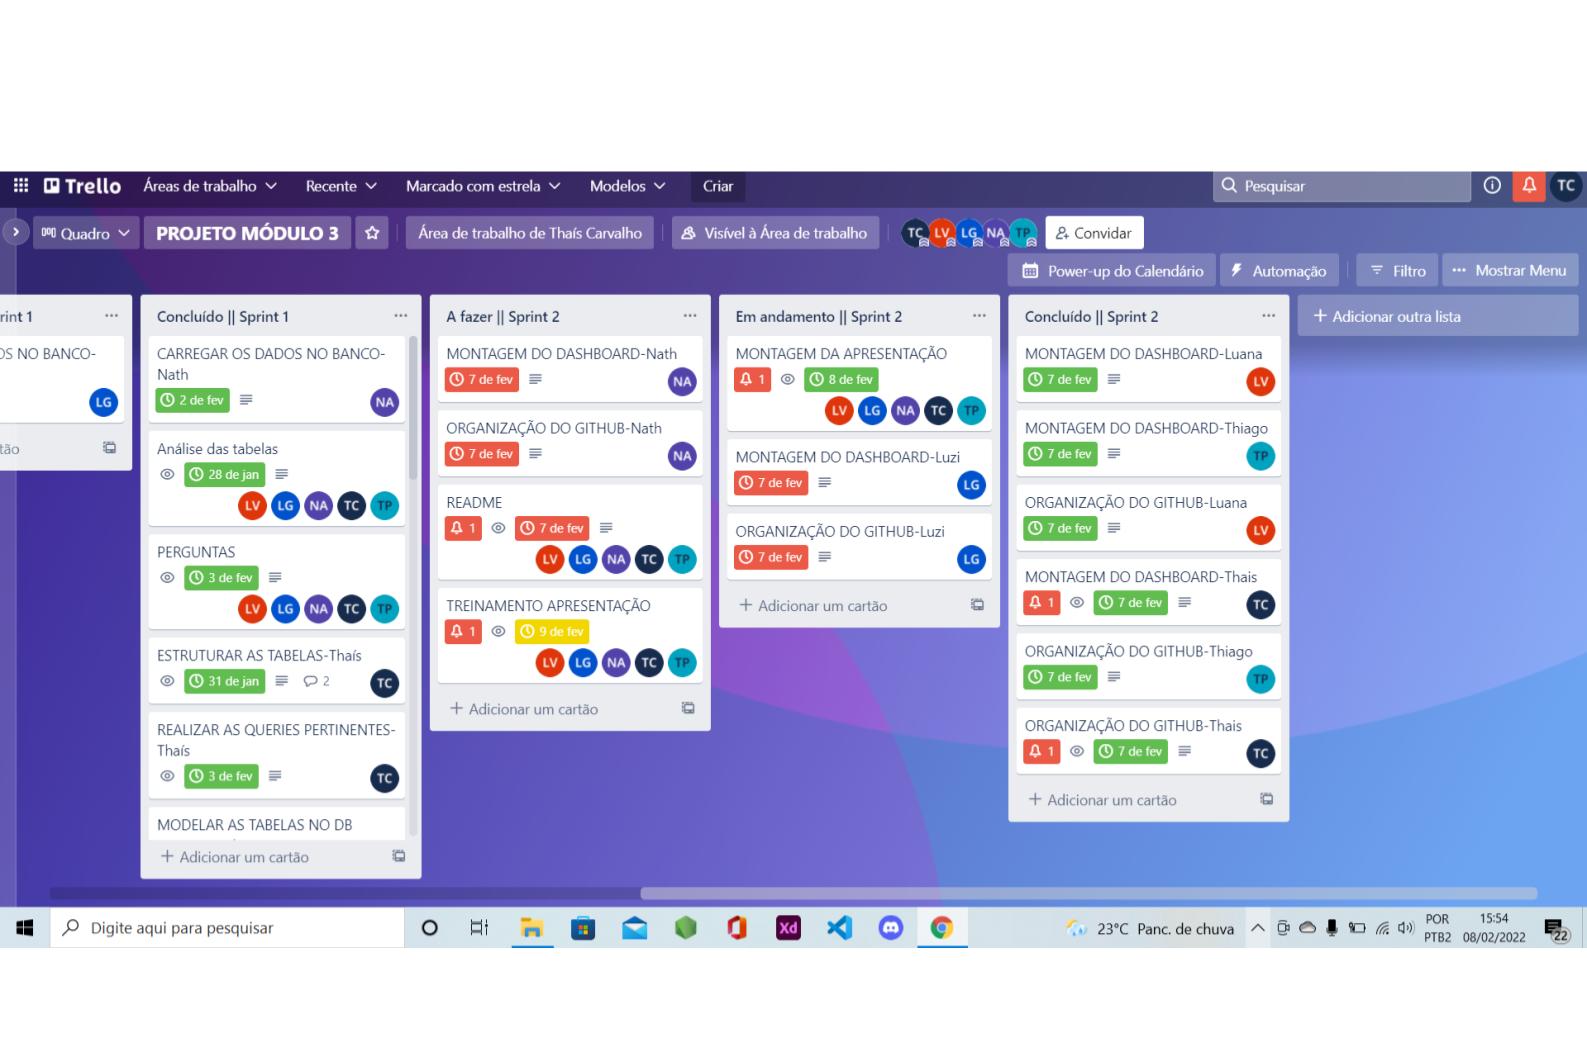 Trello Áreas de trabalho Recente Marcado com estrela Modelos Criar Pesquisar TC
Quadro PROJETO MÓDULO 3 Área de trabalho de Thaís Carvalho Visível à Área de trabalho TC LV LG NA TP Convidar
Power-up do Calendário Automação Filtro Mostrar Menu
rint 1
OS NO BANCO-
LG
tão
Concluído || Sprint 1
CARREGAR OS DADOS NO BANCO-
Nath
2 de fev NA
Análise das tabelas
28 de jan
LV LG NA TC TP
PERGUNTAS
3 de fev
LV LG NA TC TP
ESTRUTURAR AS TABELAS-Thaís
31 de jan 2 TC
REALIZAR AS QUERIES PERTINENTES-
Thaís
3 de fev TC
MODELAR AS TABELAS NO DB
+ Adicionar um cartão
A fazer || Sprint 2
MONTAGEM DO DASHBOARD-Nath
7 de fev NA
ORGANIZAÇÃO DO GITHUB-Nath
7 de fev NA
README
1 7 de fev
LV LG NA TC TP
TREINAMENTO APRESENTAÇÃO
1 9 de fev
LV LG NA TC TP
+ Adicionar um cartão
Em andamento || Sprint 2
MONTAGEM DA APRESENTAÇÃO
1 8 de fev
LV LG NA TC TP
MONTAGEM DO DASHBOARD-Luzi
7 de fev LG
ORGANIZAÇÃO DO GITHUB-Luzi
7 de fev LG
+ Adicionar um cartão
Concluído || Sprint 2
MONTAGEM DO DASHBOARD-Luana
7 de fev LV
MONTAGEM DO DASHBOARD-Thiago
7 de fev TP
ORGANIZAÇÃO DO GITHUB-Luana
7 de fev LV
MONTAGEM DO DASHBOARD-Thais
1 7 de fev TC
ORGANIZAÇÃO DO GITHUB-Thiago
7 de fev TP
ORGANIZAÇÃO DO GITHUB-Thais
1 7 de fev TC
+ Adicionar um cartão
+ Adicionar outra lista
Digite aqui para pesquisar Xd 23°C Panc. de chuva POR 15:54
PTB2 08/02/2022 22